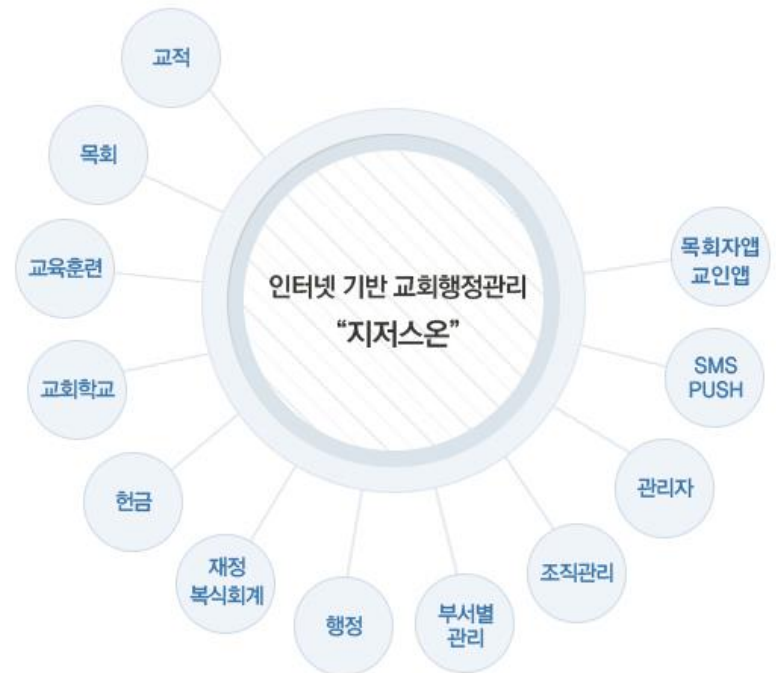 교적
목회
교육훈련
교회학교
헌금
재정
복식회계
행정
부서별
관리
조직관리
관리자
SMS
PUSH
목회자앱
교인앱
인터넷 기반 교회행정관리
“지저스온”